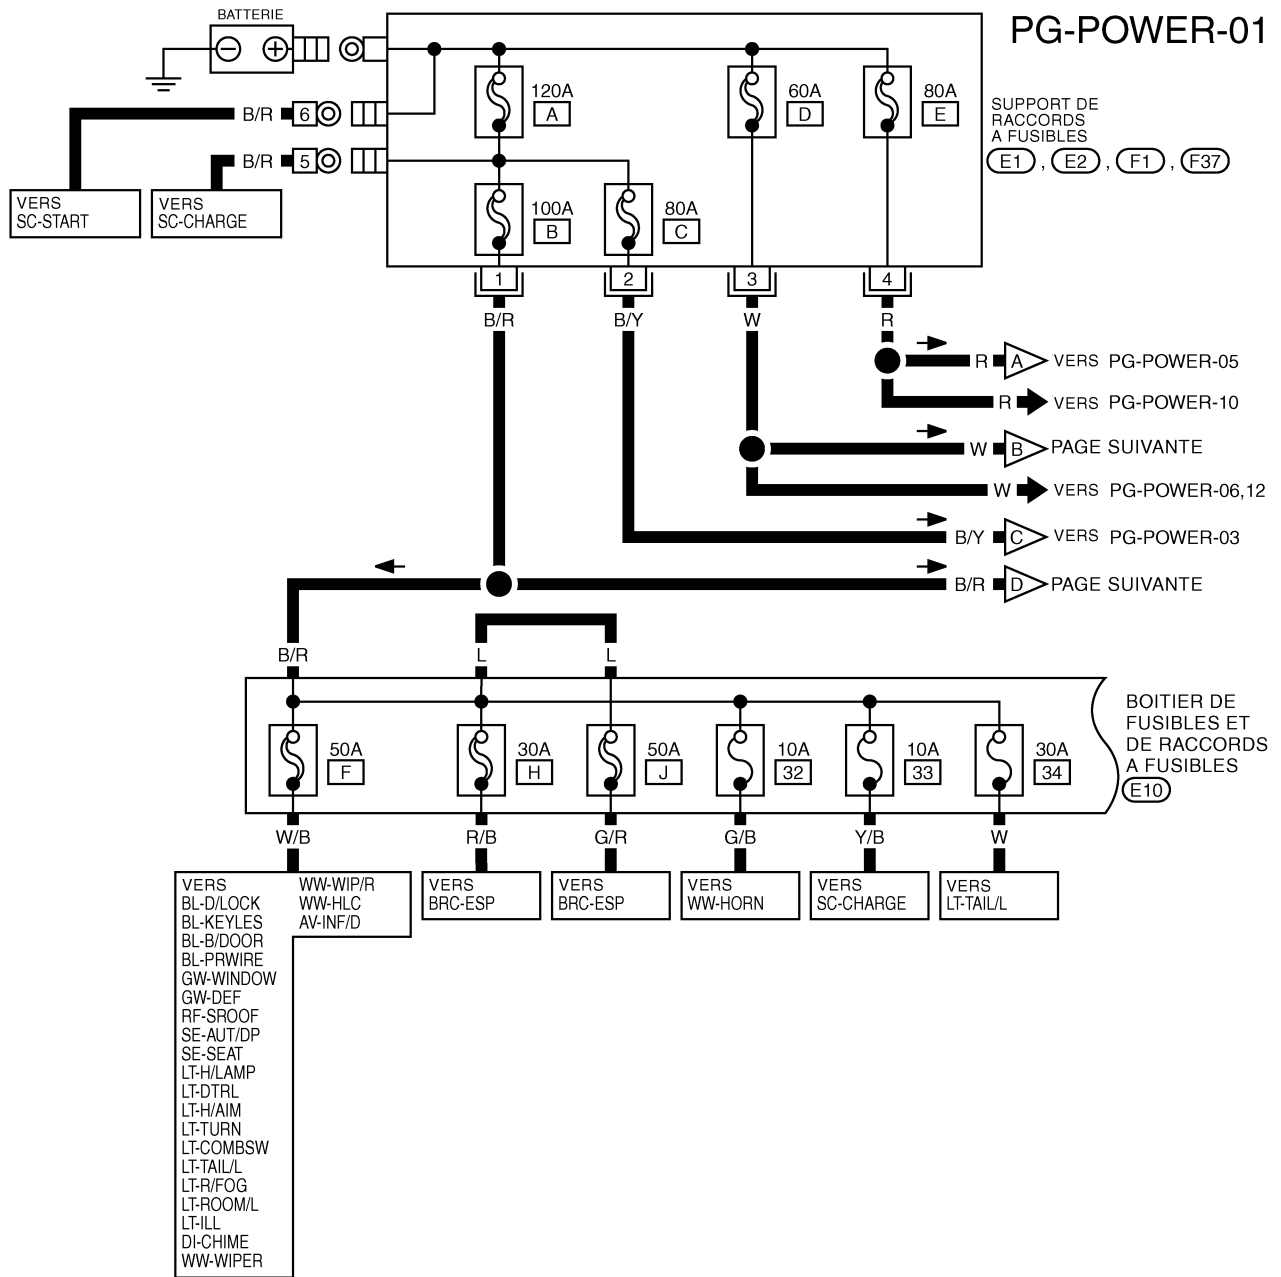 PG-POWER-01
BATTERIE
B/R 6
B/R 5
VERS
SC-START
VERS
SC-CHARGE
120A
A
60A
D
80A
E
100A
B
80A
C
SUPPORT DE
RACCORDS
A FUSIBLES
E1 , E2 , F1 , F37
1
2
3
4
B/R
B/Y
W
R
R A VERS PG-POWER-05
R VERS PG-POWER-10
W B PAGE SUIVANTE
W VERS PG-POWER-06,12
B/Y C VERS PG-POWER-03
B/R D PAGE SUIVANTE
B/R
L
L
50A
F
30A
H
50A
J
10A
32
10A
33
30A
34
BOITIER DE
FUSIBLES ET
DE RACCORDS
A FUSIBLES
E10
W/B
R/B
G/R
G/B
Y/B
W
VERS
BL-D/LOCK
BL-KEYLES
BL-B/DOOR
BL-PRWIRE
GW-WINDOW
GW-DEF
RF-SROOF
SE-AUT/DP
SE-SEAT
LT-H/LAMP
LT-DTRL
LT-H/AIM
LT-TURN
LT-COMBSW
LT-TAIL/L
LT-R/FOG
LT-ROOM/L
LT-ILL
DI-CHIME
WW-WIPER
WW-WIP/R
WW-HLC
AV-INF/D
VERS
BRC-ESP
VERS
BRC-ESP
VERS
WW-HORN
VERS
SC-CHARGE
VERS
LT-TAIL/L